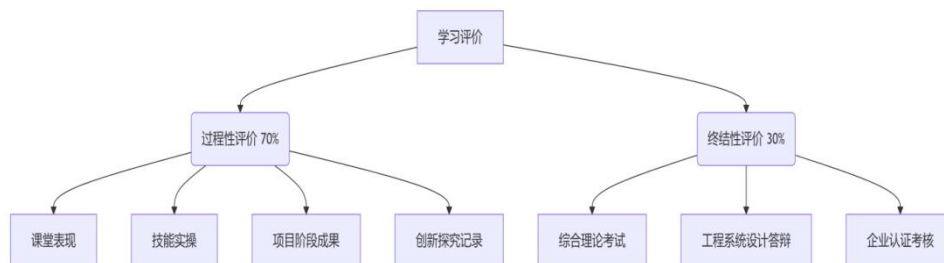 学习评价
过程性评价 70%
终结性评价 30%
课堂表现
技能实操
项目阶段成果
创新探究记录
综合理论考试
工程系统设计答辩
企业认证考核